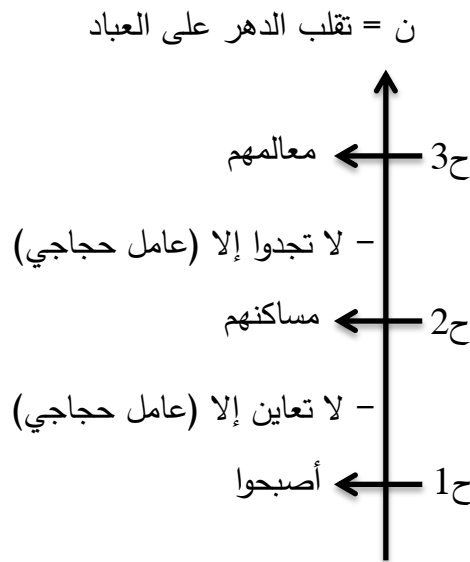 ن = تقلب الدهر على العباد
ح3 معالمهم
- لا تجدوا إلا (عامل حجاجي)
ح2 مساكنهم
- لا تعاين إلا (عامل حجاجي)
ح1 أصبحوا